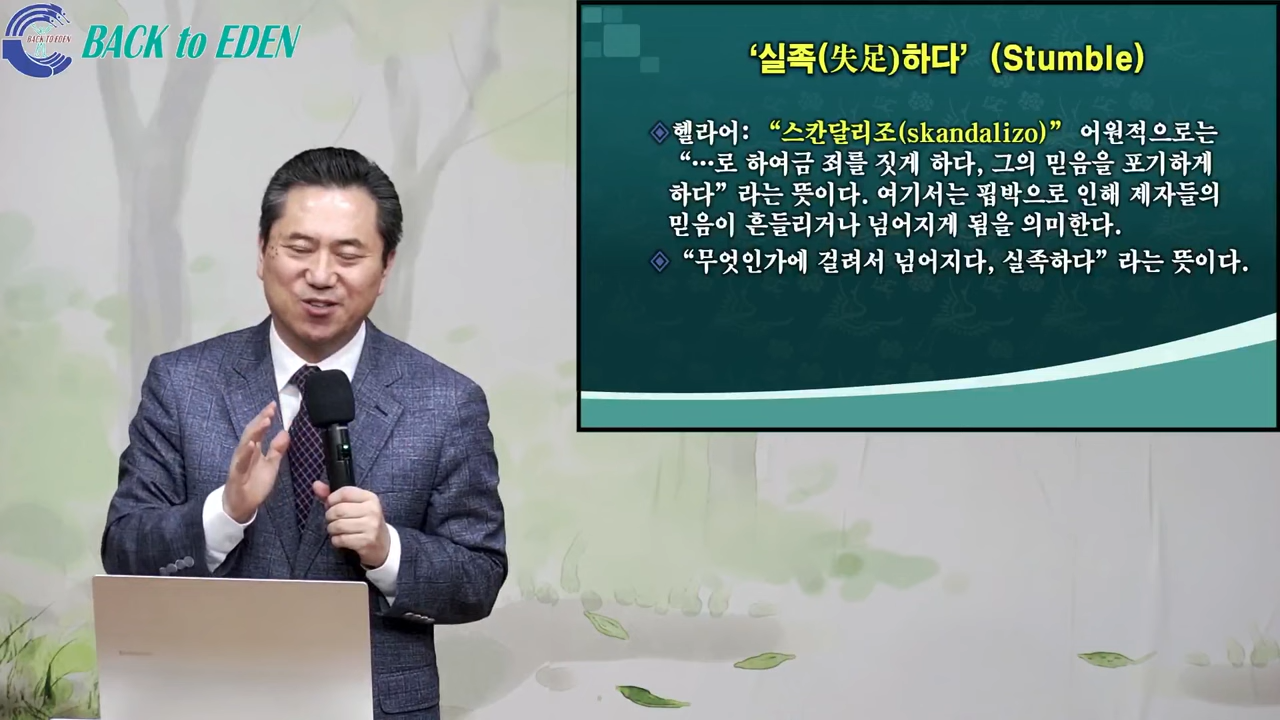 BACK TO EDEN
BACK to EDEN
‘실족(失足)하다’ (Stumble)
헬라어: “스칸달리조(skandalizo)” 어원적으로는
“…로 하여금 죄를 짓게 하다, 그의 믿음을 포기하게
하다” 라는 뜻이다. 여기서는 핍박으로 인해 제자들의
믿음이 흔들리거나 넘어지게 됨을 의미한다.
“무엇인가에 걸려서 넘어지다, 실족하다” 라는 뜻이다.